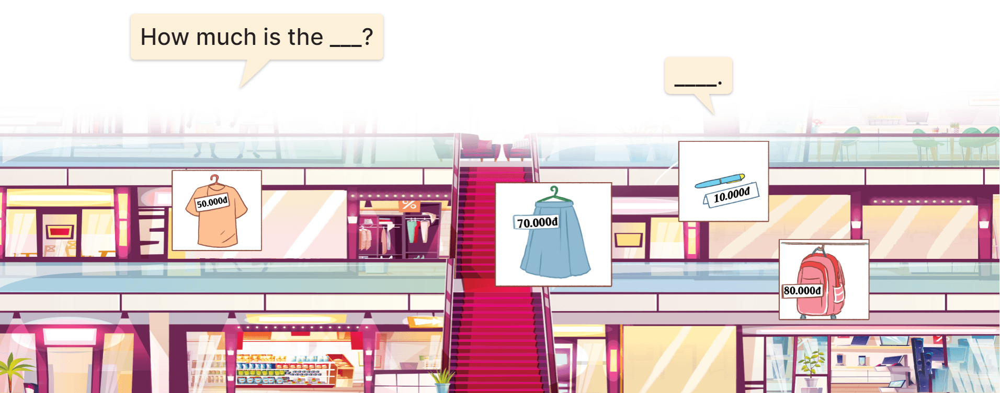 How much is the ___?
____.
50.000đ
70.000đ
10.000đ
80.000đ
%